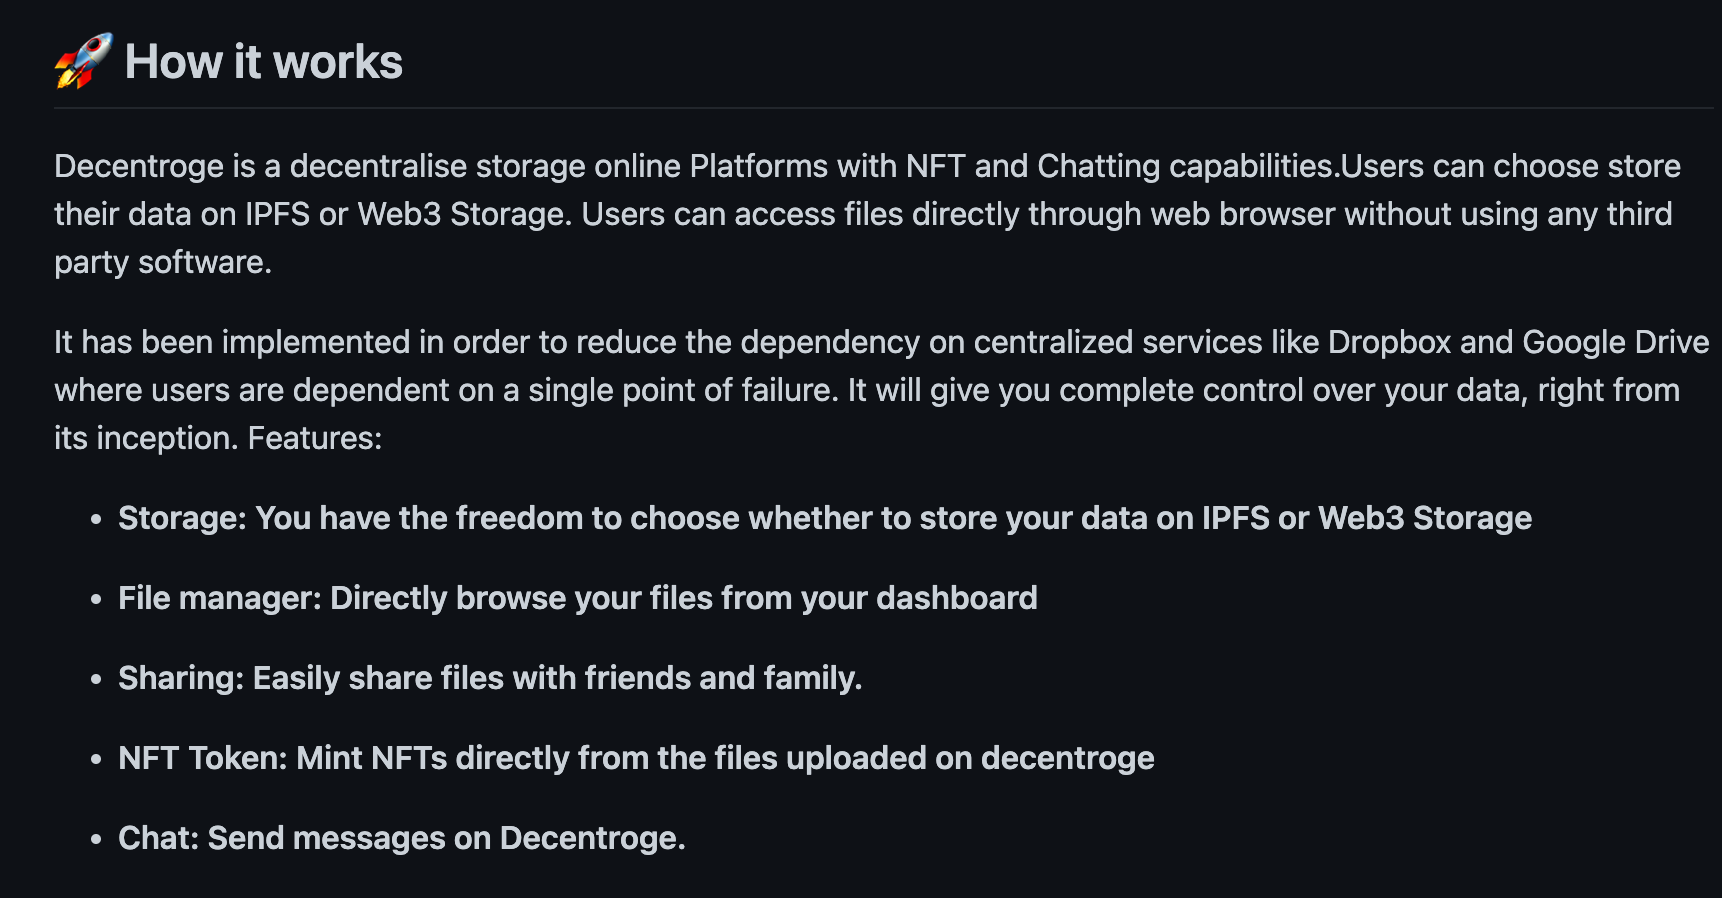 🚀 How it works
Decentroge is a decentralise storage online Platforms with NFT and Chatting capabilities.Users can choose store
their data on IPFS or Web3 Storage. Users can access files directly through web browser without using any third
party software.
It has been implemented in order to reduce the dependency on centralized services like Dropbox and Google Drive
where users are dependent on a single point of failure. It will give you complete control over your data, right from
its inception. Features:
• Storage: You have the freedom to choose whether to store your data on IPFS or Web3 Storage
• File manager: Directly browse your files from your dashboard
• Sharing: Easily share files with friends and family.
• NFT Token: Mint NFTs directly from the files uploaded on decentroge
• Chat: Send messages on Decentroge.